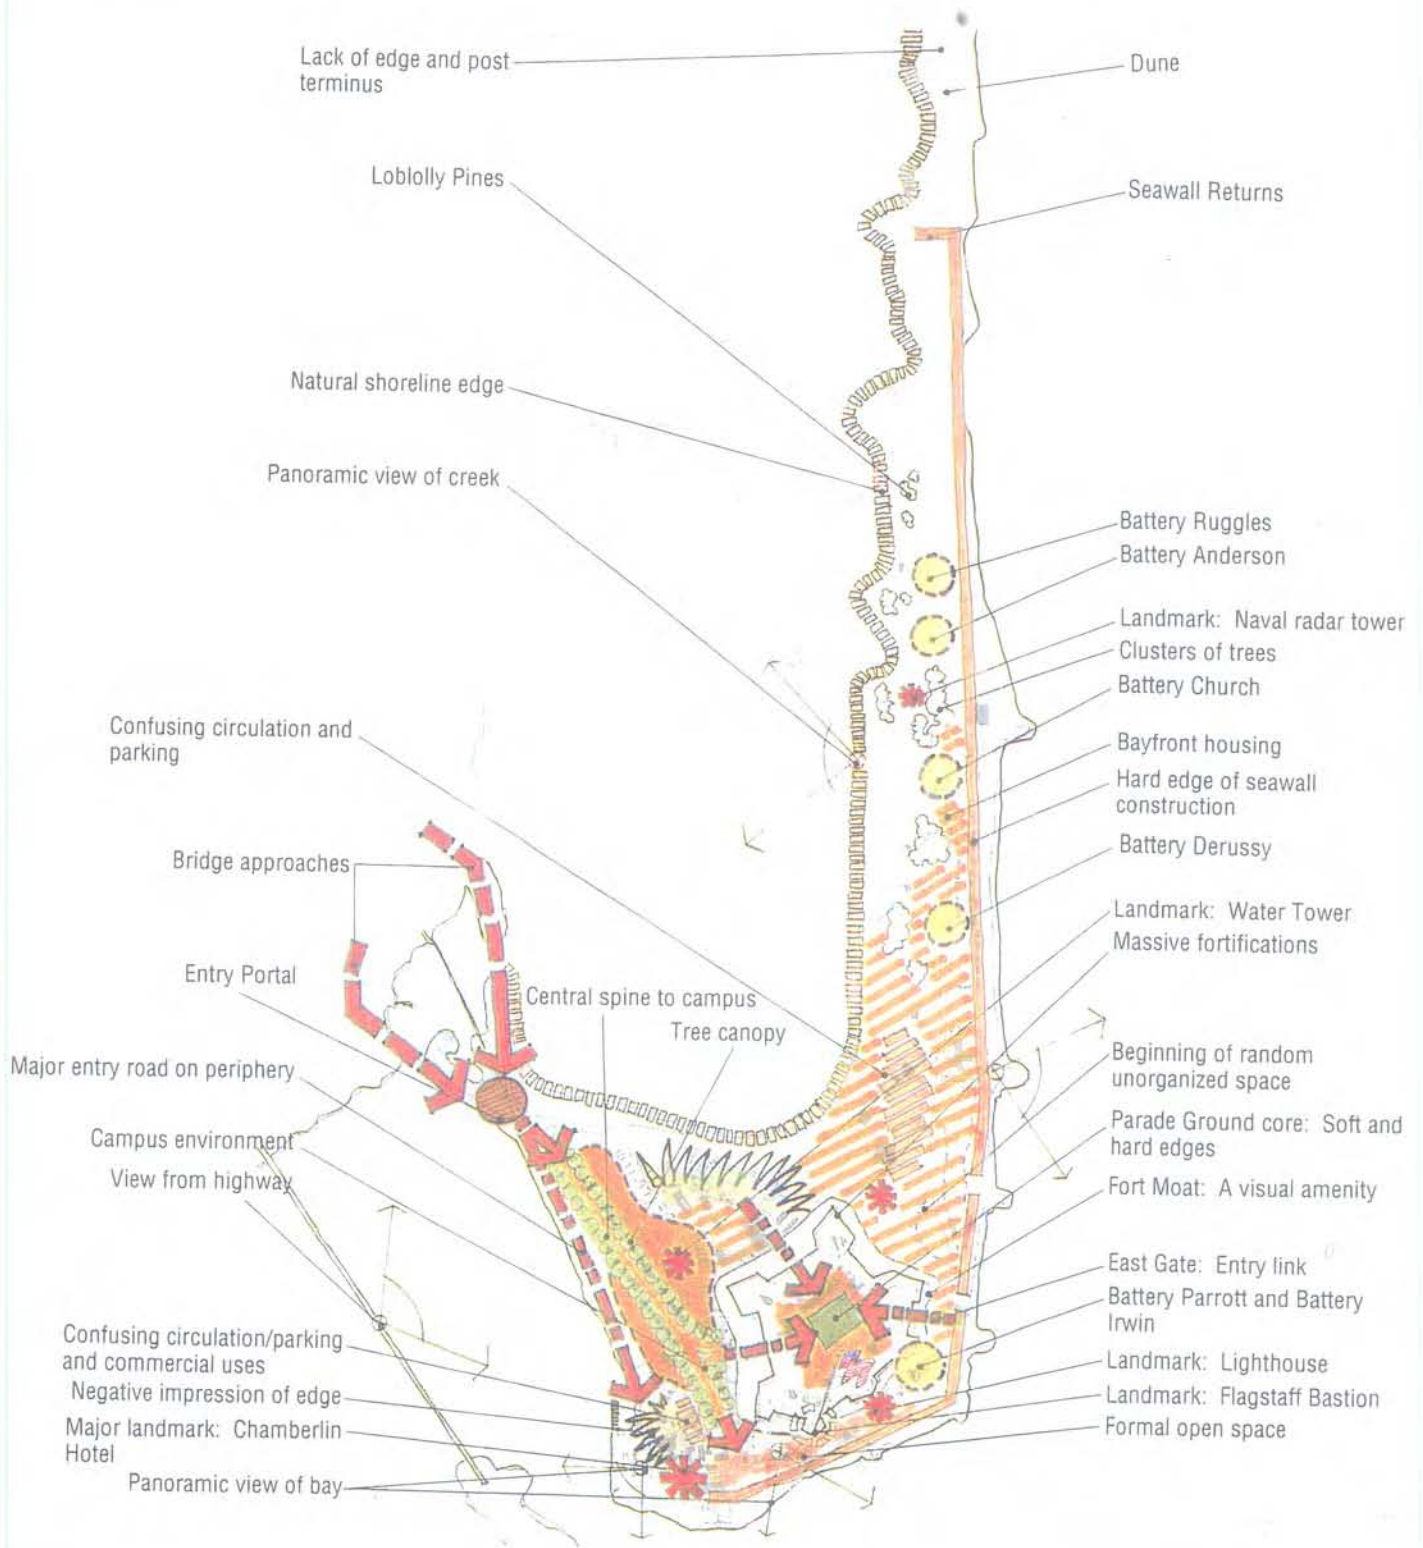 Lack of edge and post
terminus
Dune
Loblolly Pines
Seawall Returns
Natural shoreline edge
Panoramic view of creek
Battery Ruggles
Battery Anderson
Landmark: Naval radar tower
Clusters of trees
Battery Church
Confusing circulation and
parking
Bayfront housing
Hard edge of seawall
construction
Bridge approaches
Battery Derussy
Landmark: Water Tower
Massive fortifications
Entry Portal
Central spine to campus
Tree canopy
Major entry road on periphery
Beginning of random
unorganized space
Campus environment
Parade Ground core: Soft and
hard edges
View from highway
Fort Moat: A visual amenity
East Gate: Entry link
Battery Parrott and Battery
Irwin
Confusing circulation/parking
and commercial uses
Landmark: Lighthouse
Negative impression of edge
Landmark: Flagstaff Bastion
Major landmark: Chamberlin
Hotel
Formal open space
Panoramic view of bay